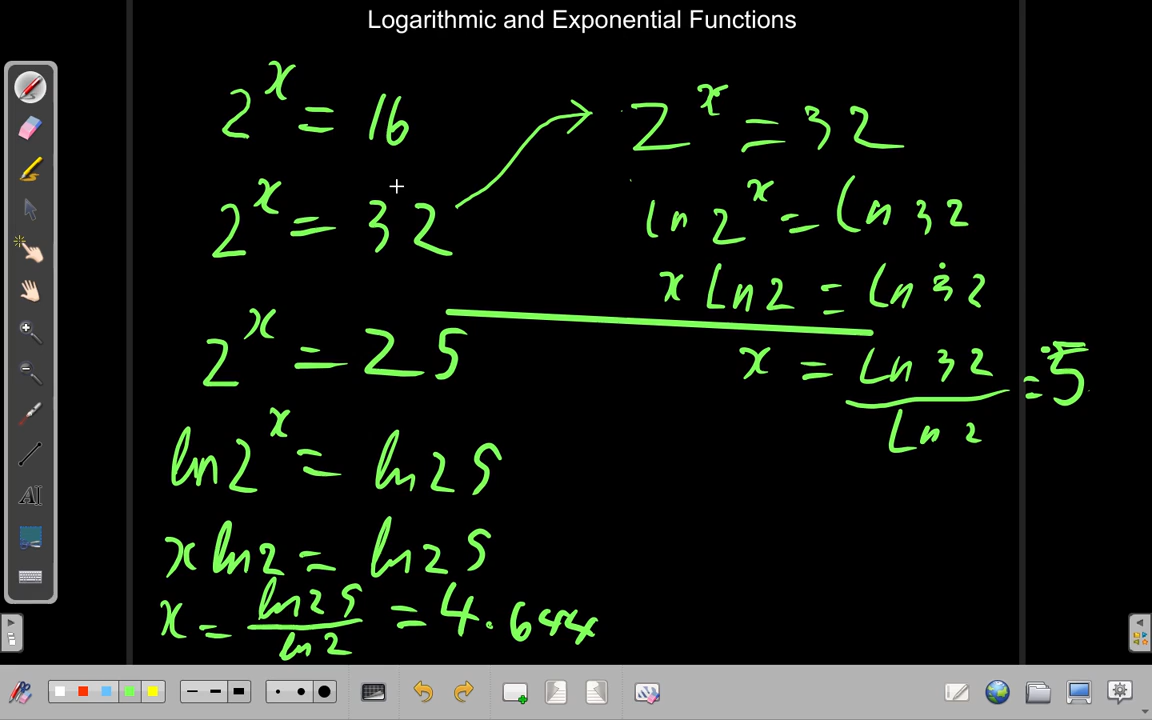 Logarithmic and Exponential Functions
2^x = 16
2^x = 32
2^x = 25
ln 2^x = ln 25
x ln 2 = ln 25
x = ln 25 / ln 2 = 4.644
2^x = 32
ln 2^x = ln 32
x ln 2 = ln 32
x = ln 32 / ln 2 = 5